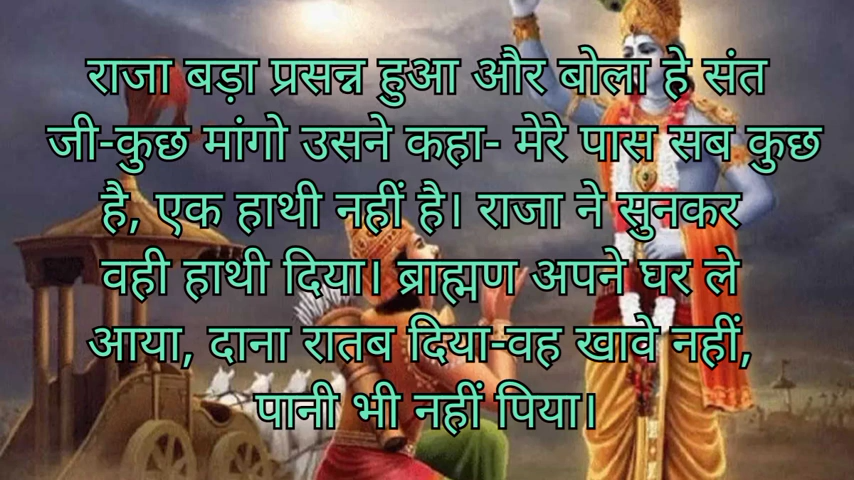 राजा बड़ा प्रसन्न हुआ और बोला हे संत
जी-कुछ मांगो उसने कहा- मेरे पास सब कुछ
है, एक हाथी नहीं है। राजा ने सुनकर
वही हाथी दिया। ब्राह्मण अपने घर ले
आया, दाना रातब दिया-वह खावे नहीं,
पानी भी नहीं पिया।